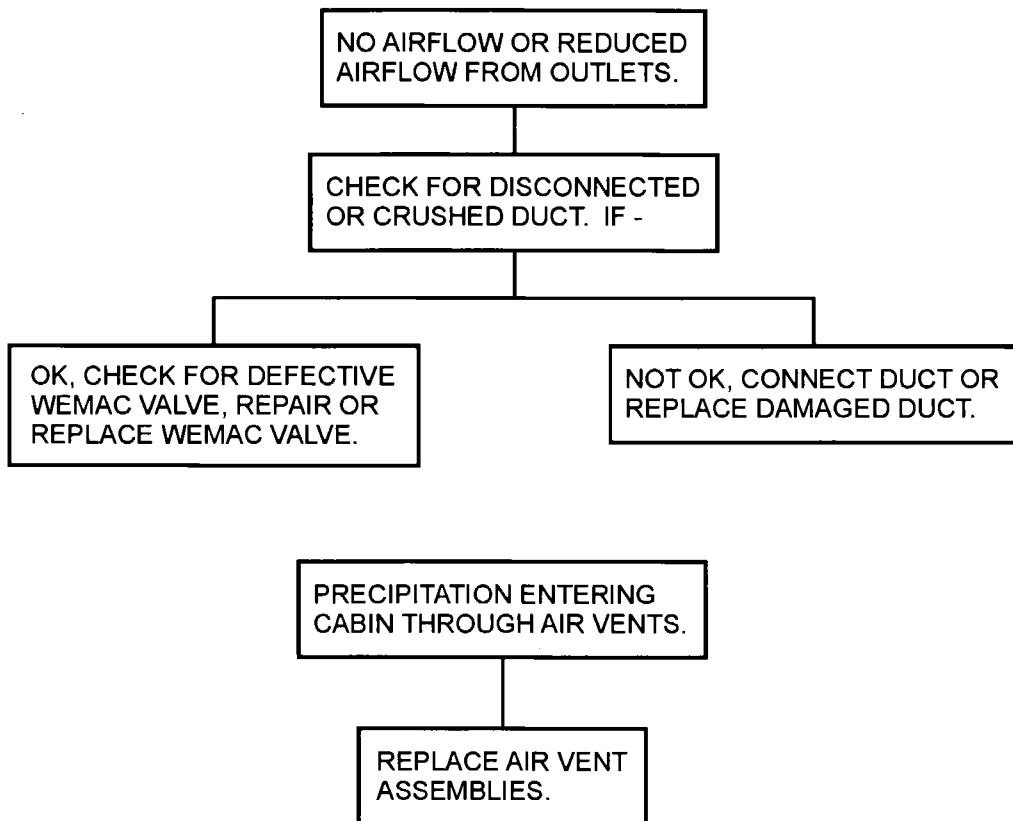 NO AIRFLOW OR REDUCED
AIRFLOW FROM OUTLETS.
CHECK FOR DISCONNECTED
OR CRUSHED DUCT.  IF -
OK, CHECK FOR DEFECTIVE
WEMAC VALVE, REPAIR OR
REPLACE WEMAC VALVE.
NOT OK, CONNECT DUCT OR
REPLACE DAMAGED DUCT.
PRECIPITATION ENTERING
CABIN THROUGH AIR VENTS.
REPLACE AIR VENT
ASSEMBLIES.